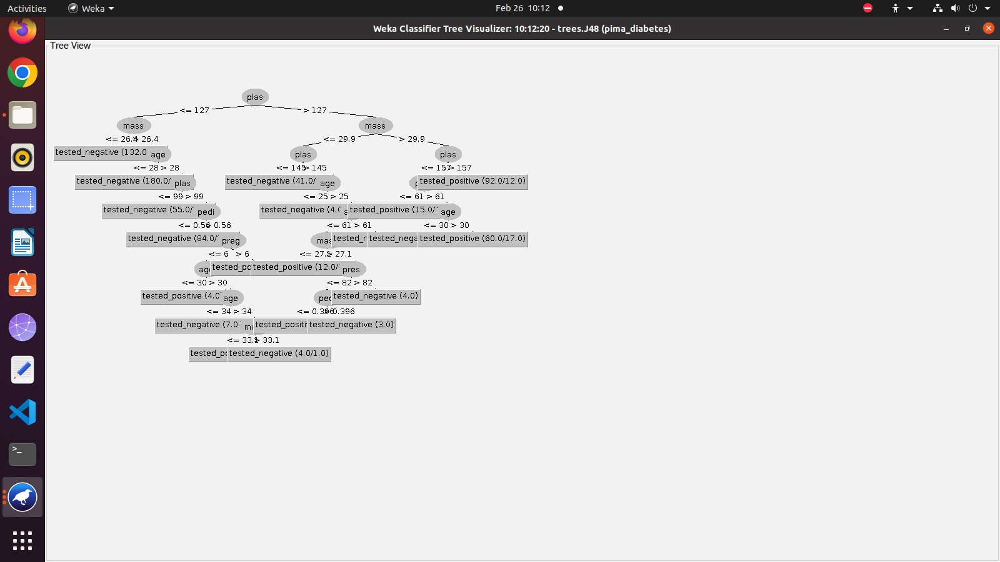 Activities Weka Feb 26 10:12
Weka Classifier Tree Visualizer: 10:12:20 - trees.J48 (pima_diabetes)
Tree View
plas
<= 127 > 127
mass mass
<= 26.4 > 26.4 <= 29.9 > 29.9
tested_negative (132.0 age plas plas
<= 28 > 28 <= 145 > 145 <= 157 > 157
tested_negative (180.0/ plas tested_negative (41.0/ age tested_positive (92.0/12.0)
<= 99 > 99 <= 25 > 25 <= 61 > 61
tested_negative (55.0/ pedi tested_negative (4. tested_positive (15.0/ age
<= 0.56 > 0.56 <= 61 > 61 <= 30 > 30
tested_negative (84.0/ preg mas tested_n tested_nega tested_positive (60.0/17.0)
<= 6 > 6 <= 27.1 > 27.1
ag tested_po tested_positive (12.0/ pres
<= 30 > 30 <= 82 > 82
tested_positive (4.0 age ped tested_negative (4.0)
<= 34 > 34 <= 0.396 > 0.396
tested_negative (7.0 ma tested_positi tested_negative (3.0)
<= 33.1 > 33.1
tested_po tested_negative (4.0/1.0)